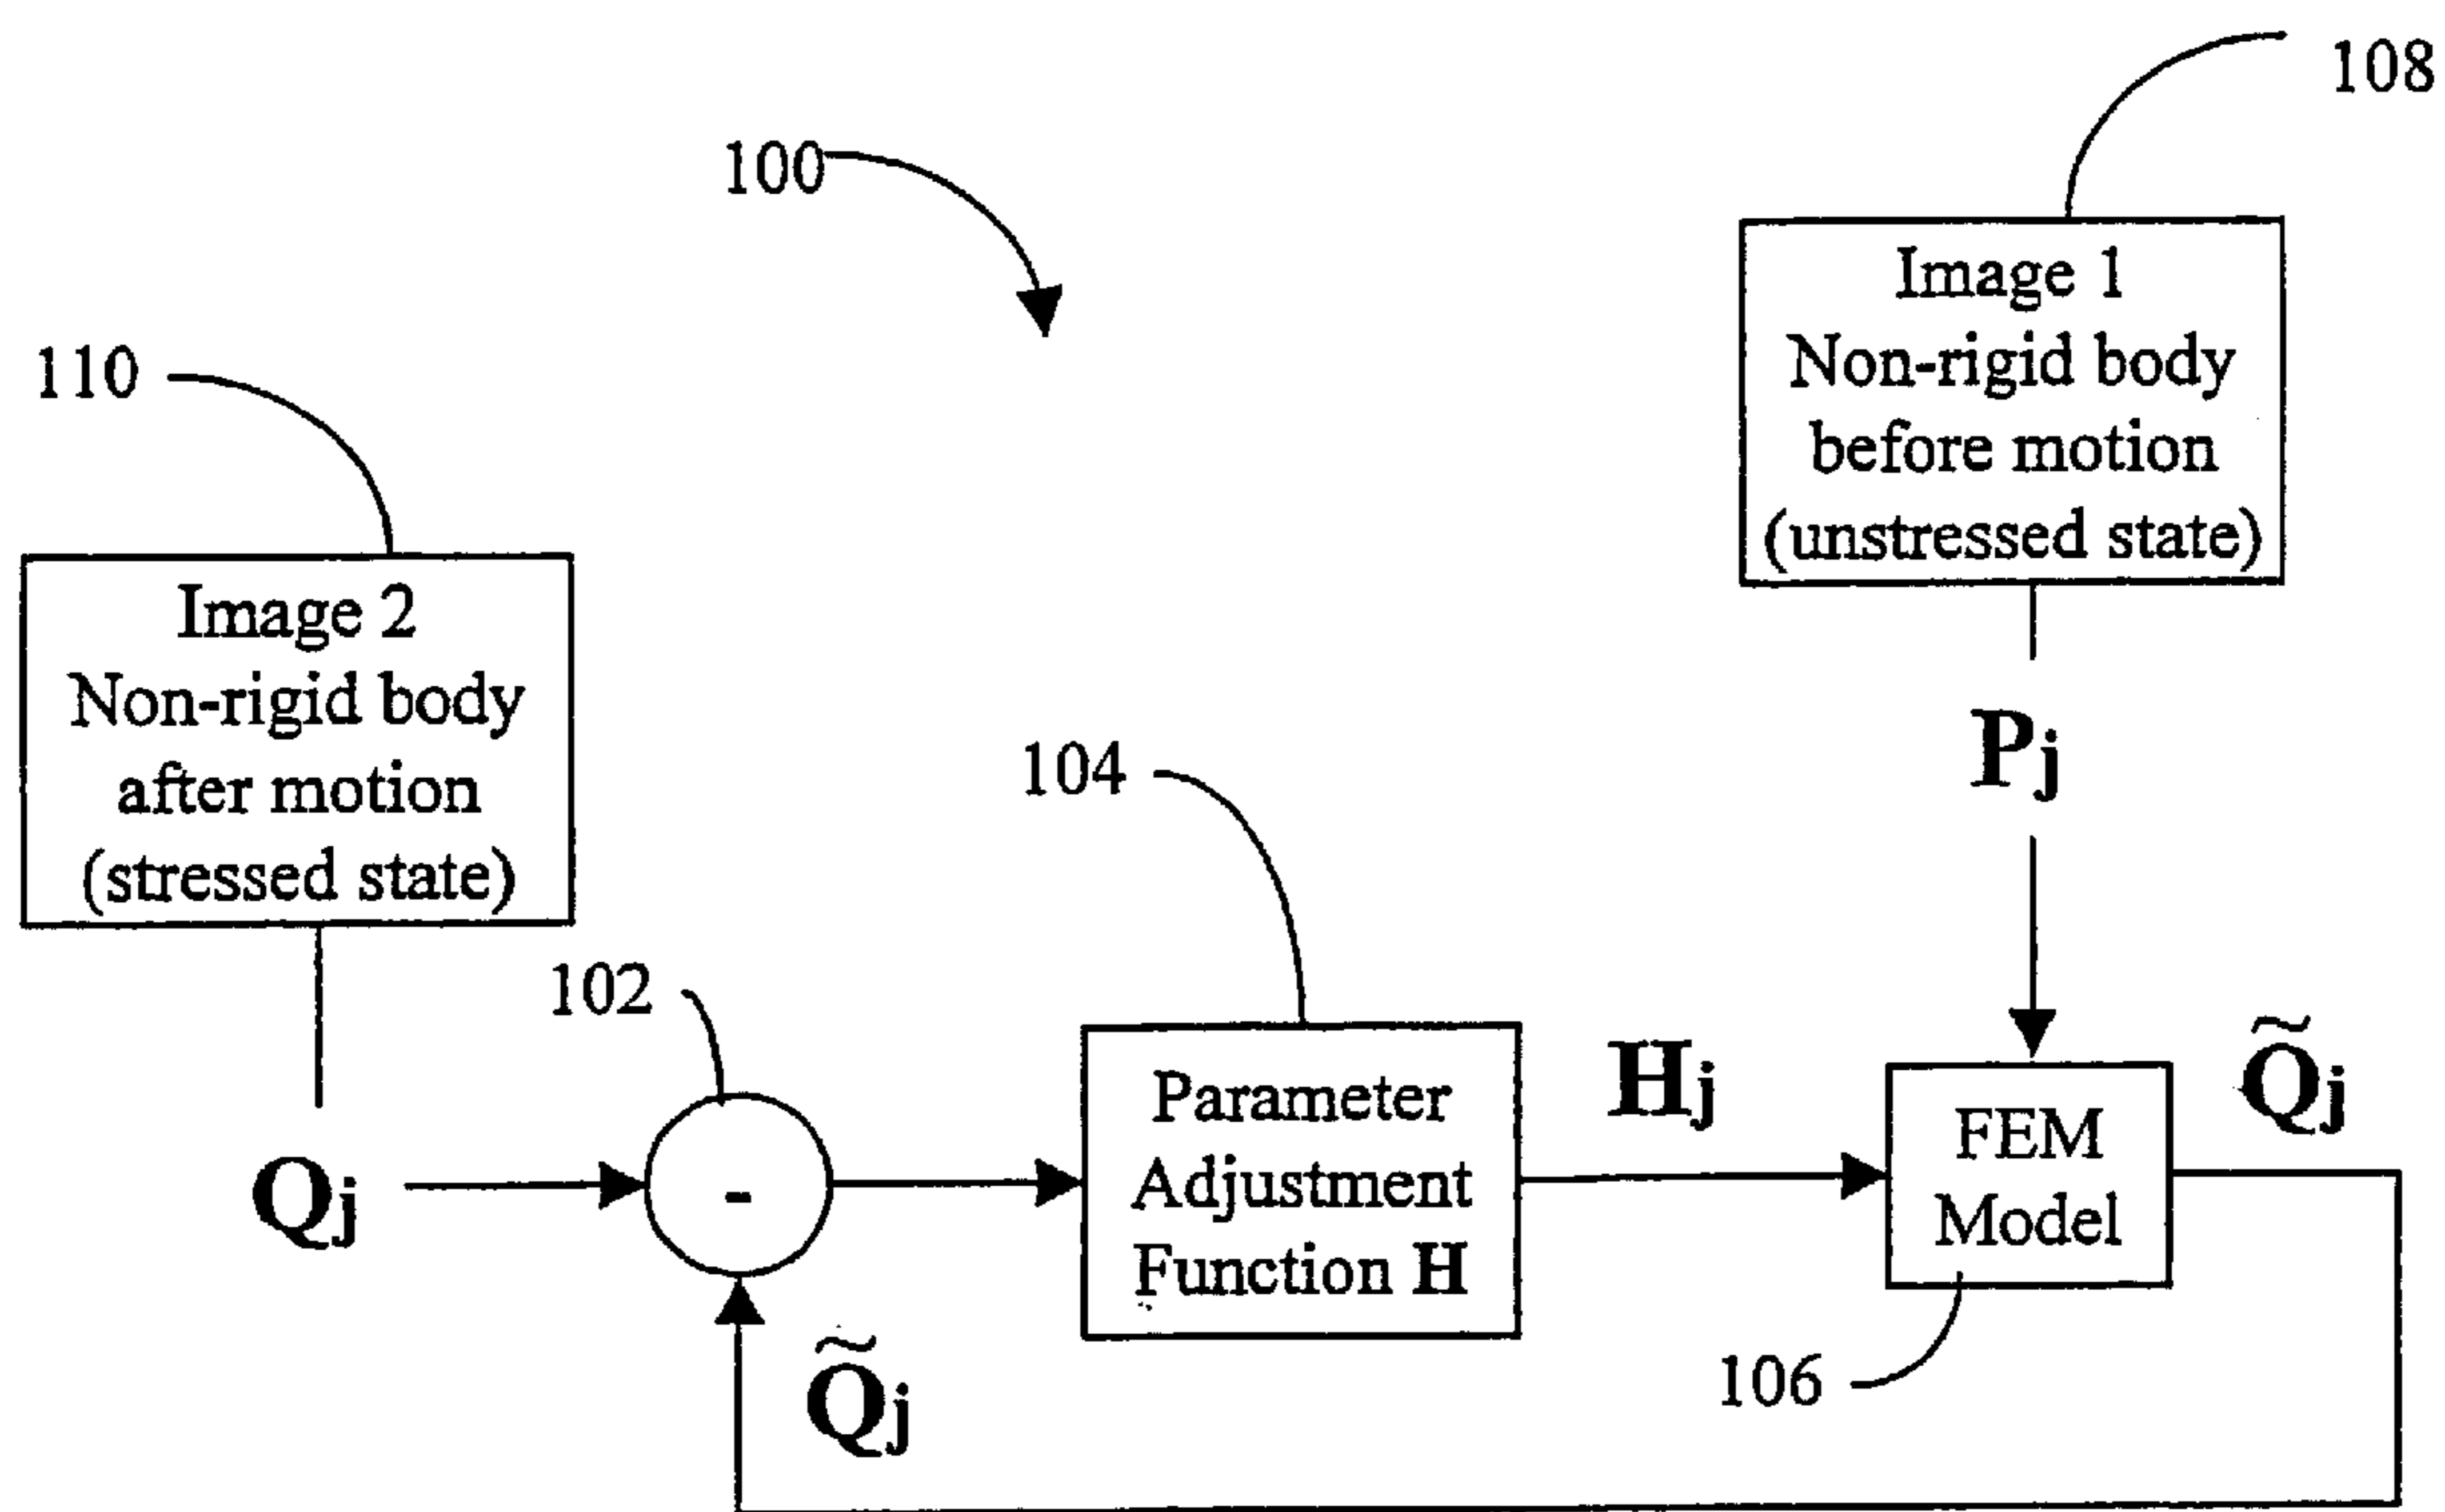 108
100
Image 1
Non-rigid body
before motion
(unstressed state)
110
Image 2
Non-rigid body
after motion
(stressed state)
Pj
104
102
Qj
-
Parameter
Adjustment
Function H
Hj
FEM
Model
Q̃j
106
Q̃j